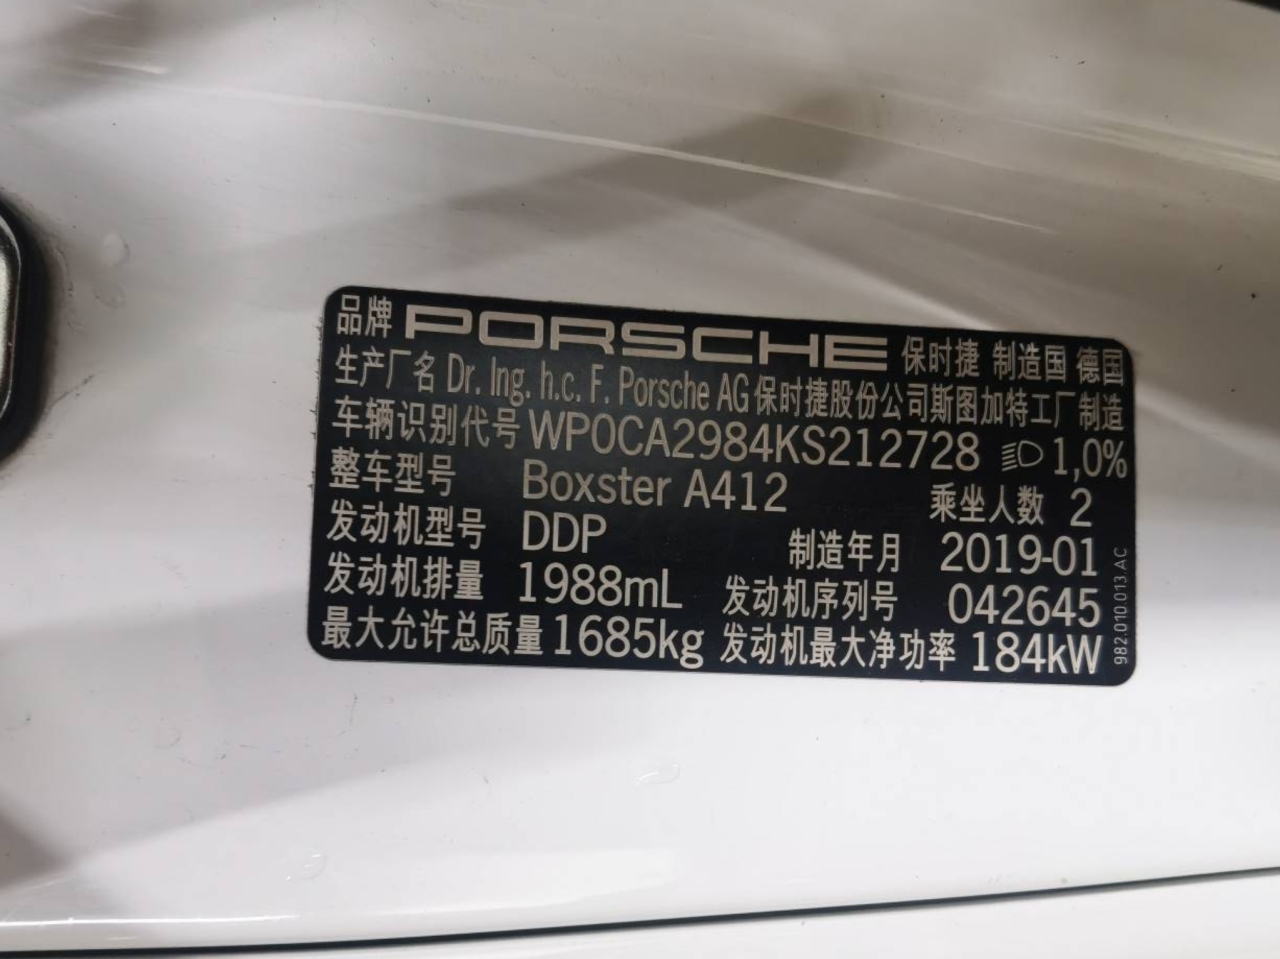 品牌 PORSCHE 保时捷 制造国 德国
生产厂名 Dr. Ing. h.c. F. Porsche AG 保时捷股份公司斯图加特工厂制造
车辆识别代号 WP0CA2984KS212728 1,0%
整车型号 Boxster A412 乘坐人数 2
发动机型号 DDP 制造年月 2019-01
发动机排量 1988mL 发动机序列号 042645
最大允许总质量 1685kg 发动机最大净功率 184kW
982.010.013.AC